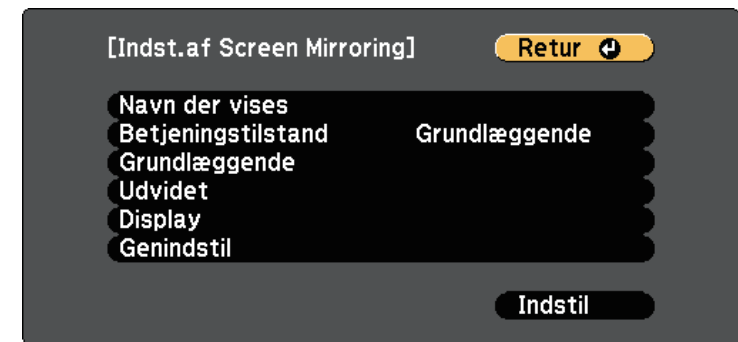 [Indst.af Screen Mirroring] Retur
Navn der vises
Betjeningstilstand Grundlæggende
Grundlæggende
Udvidet
Display
Genindstil
Indstil